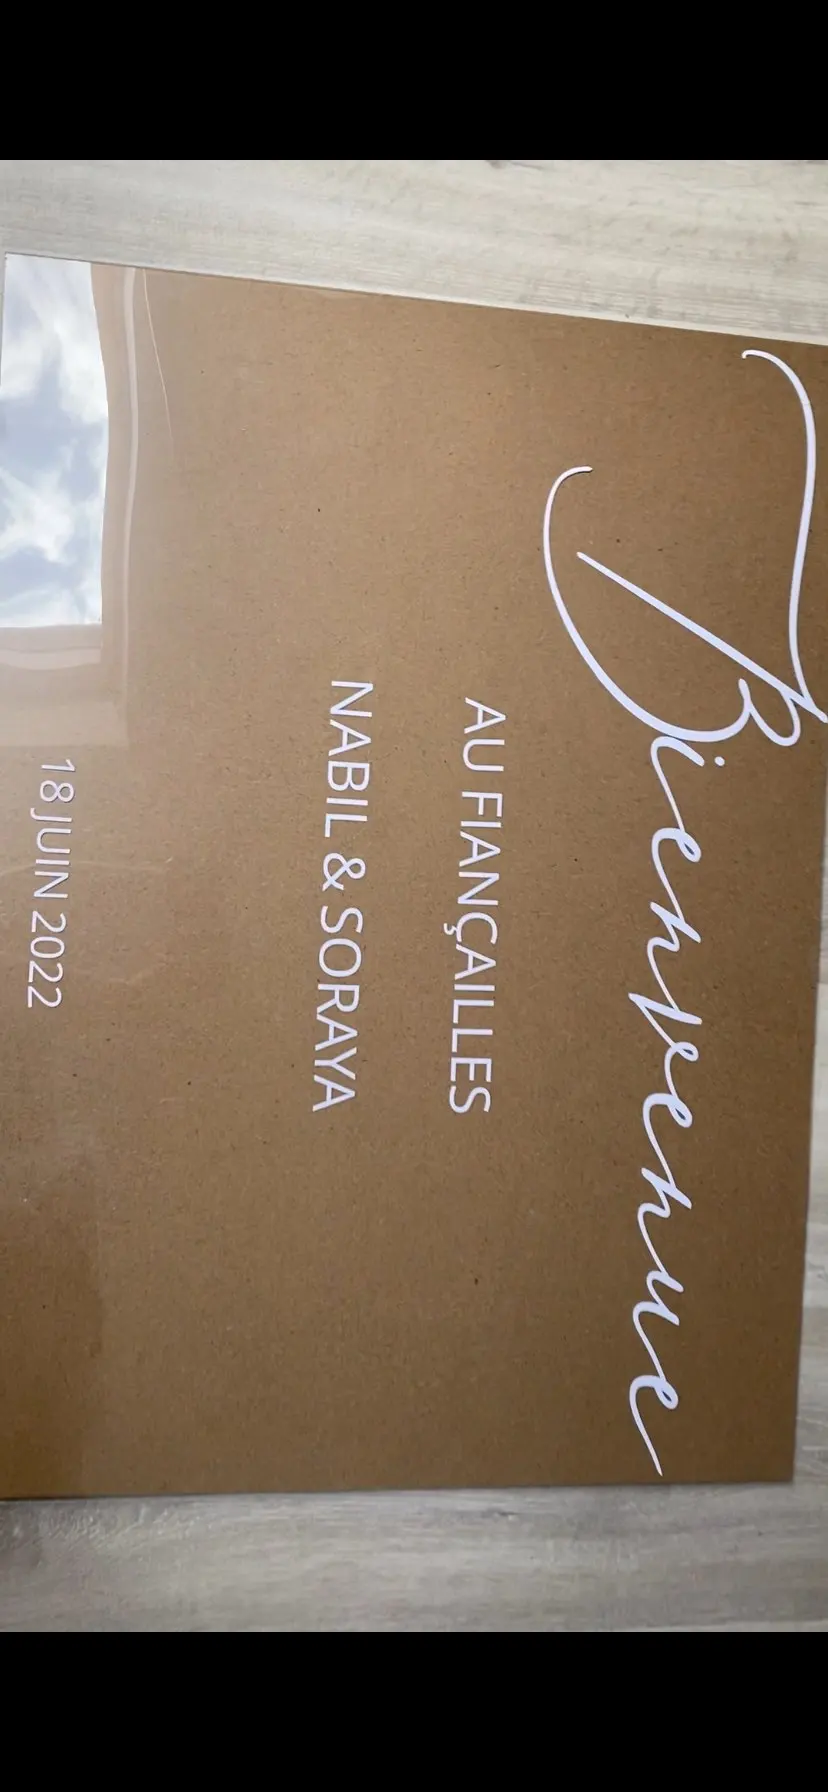 Bienvenue
AU FIANÇAILLES
NABIL & SORAYA
18 JUIN 2022